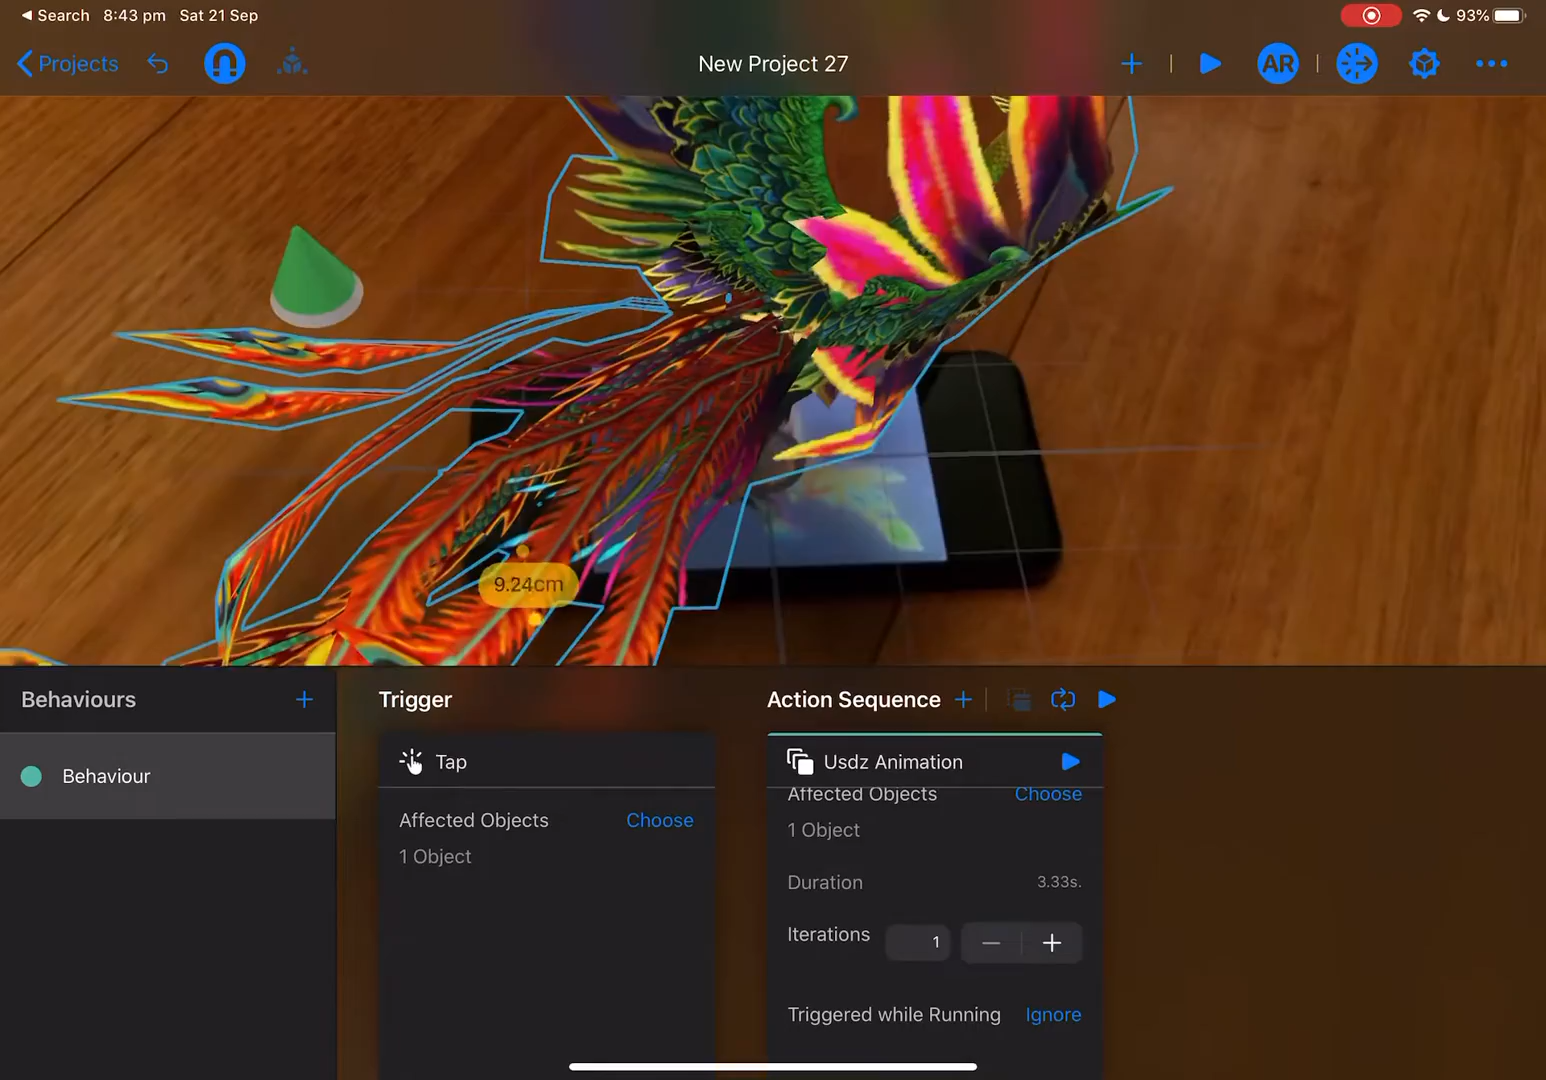 Search 8:43 pm Sat 21 Sep 93%
Projects New Project 27 AR
9.24cm
Behaviours
Behaviour
Trigger
Tap
Affected Objects Choose
1 Object
Action Sequence
Usdz Animation
Affected Objects Choose
1 Object
Duration 3.33s.
Iterations 1
Triggered while Running Ignore